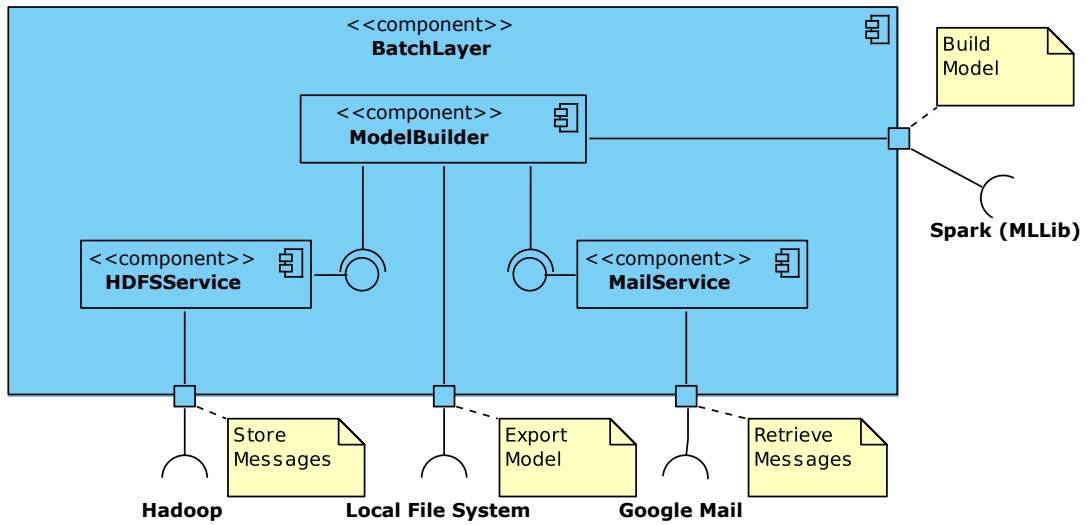 <<component>>
BatchLayer
Build
Model
<<component>>
ModelBuilder
Spark (MLLib)
<<component>>
HDFSService
<<component>>
MailService
Store
Messages
Export
Model
Retrieve
Messages
Hadoop
Local File System
Google Mail